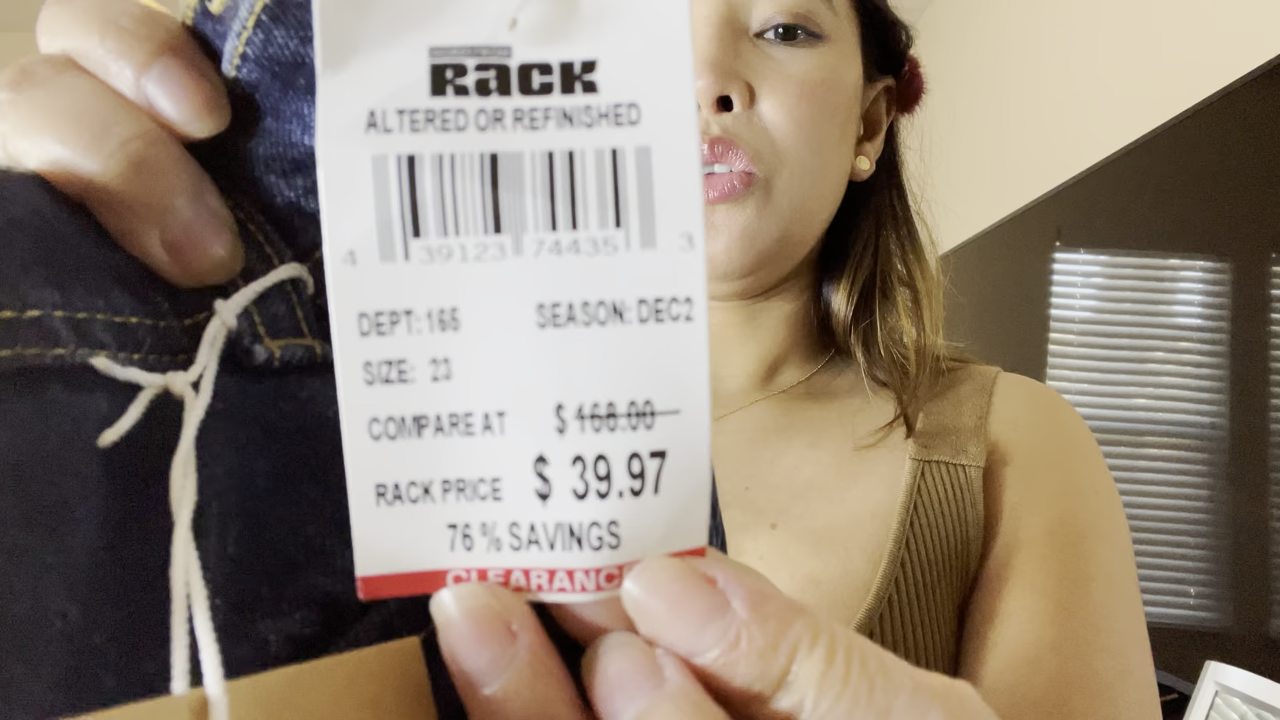 RACK
ALTERED OR REFINISHED
4 39123 74435 3
DEPT: 165 SEASON: DEC2
SIZE: 23
COMPARE AT $ 168.00
RACK PRICE $ 39.97
76 % SAVINGS
CLEARANCE